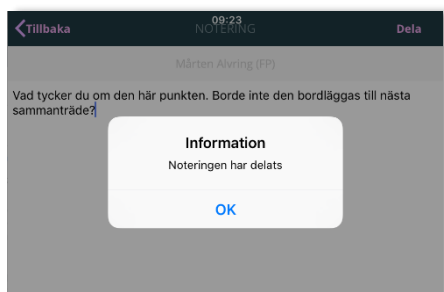 09:23
Tillbaka NOTERING Dela
Mårten Alvring (FP)
Vad tycker du om den här punkten. Borde inte den bordläggas till nästa
sammanträde?
Information
Noteringen har delats
OK